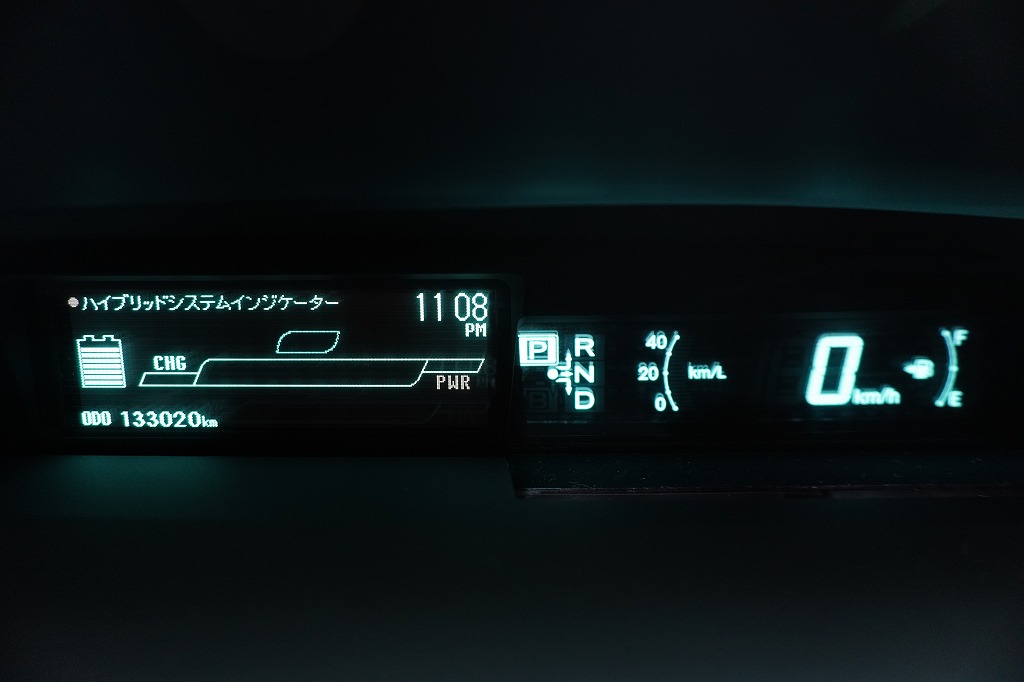 ハイブリッドシステムインジケーター
11 08
PM
CHG
PWR
ODO 133020km
P
R
N
D
40
20
0
km/L
0 km/h
F
E